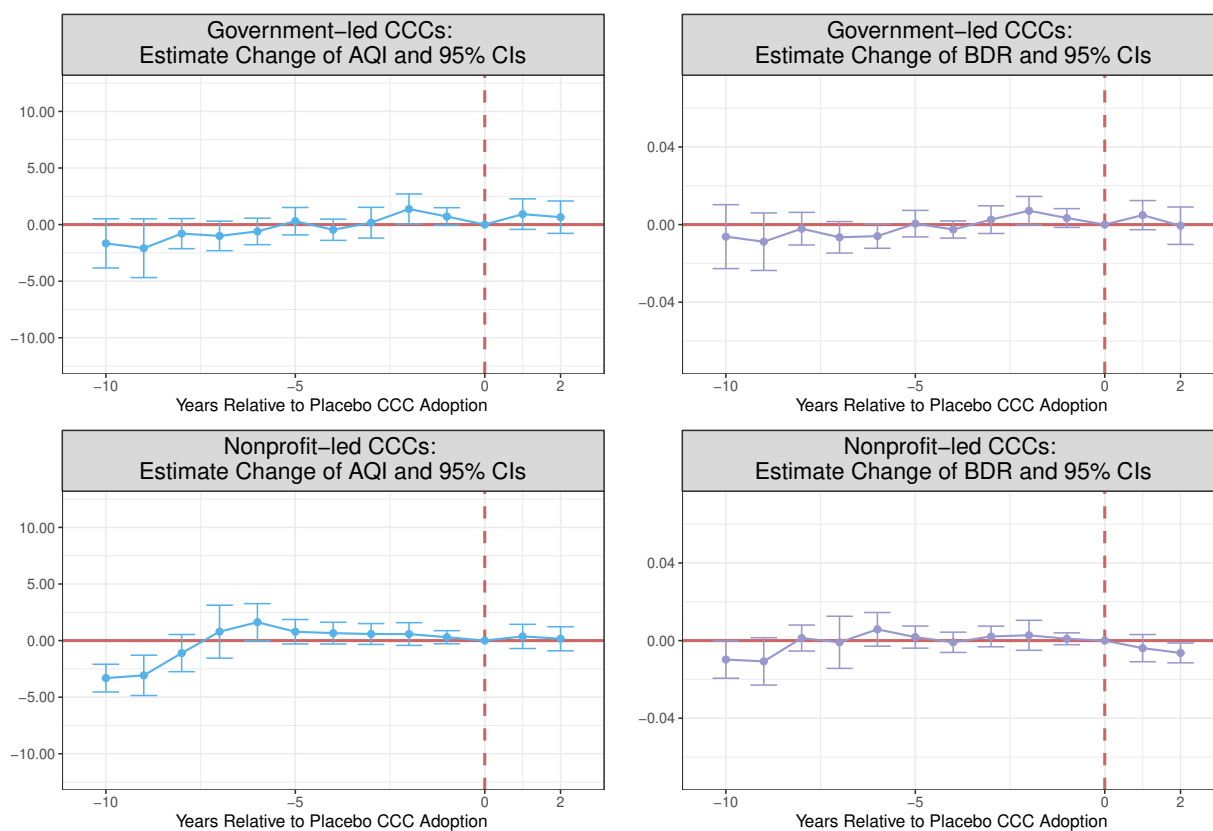 Government−led CCCs:
Estimate Change of AQI and 95% CIs
10.00
5.00
0.00
−5.00
−10.00
−10
−5
0
2
Years Relative to Placebo CCC Adoption
Government−led CCCs:
Estimate Change of BDR and 95% CIs
0.04
0.00
−0.04
−10
−5
0
2
Years Relative to Placebo CCC Adoption
Nonprofit−led CCCs:
Estimate Change of AQI and 95% CIs
10.00
5.00
0.00
−5.00
−10.00
−10
−5
0
2
Years Relative to Placebo CCC Adoption
Nonprofit−led CCCs:
Estimate Change of BDR and 95% CIs
0.04
0.00
−0.04
−10
−5
0
2
Years Relative to Placebo CCC Adoption